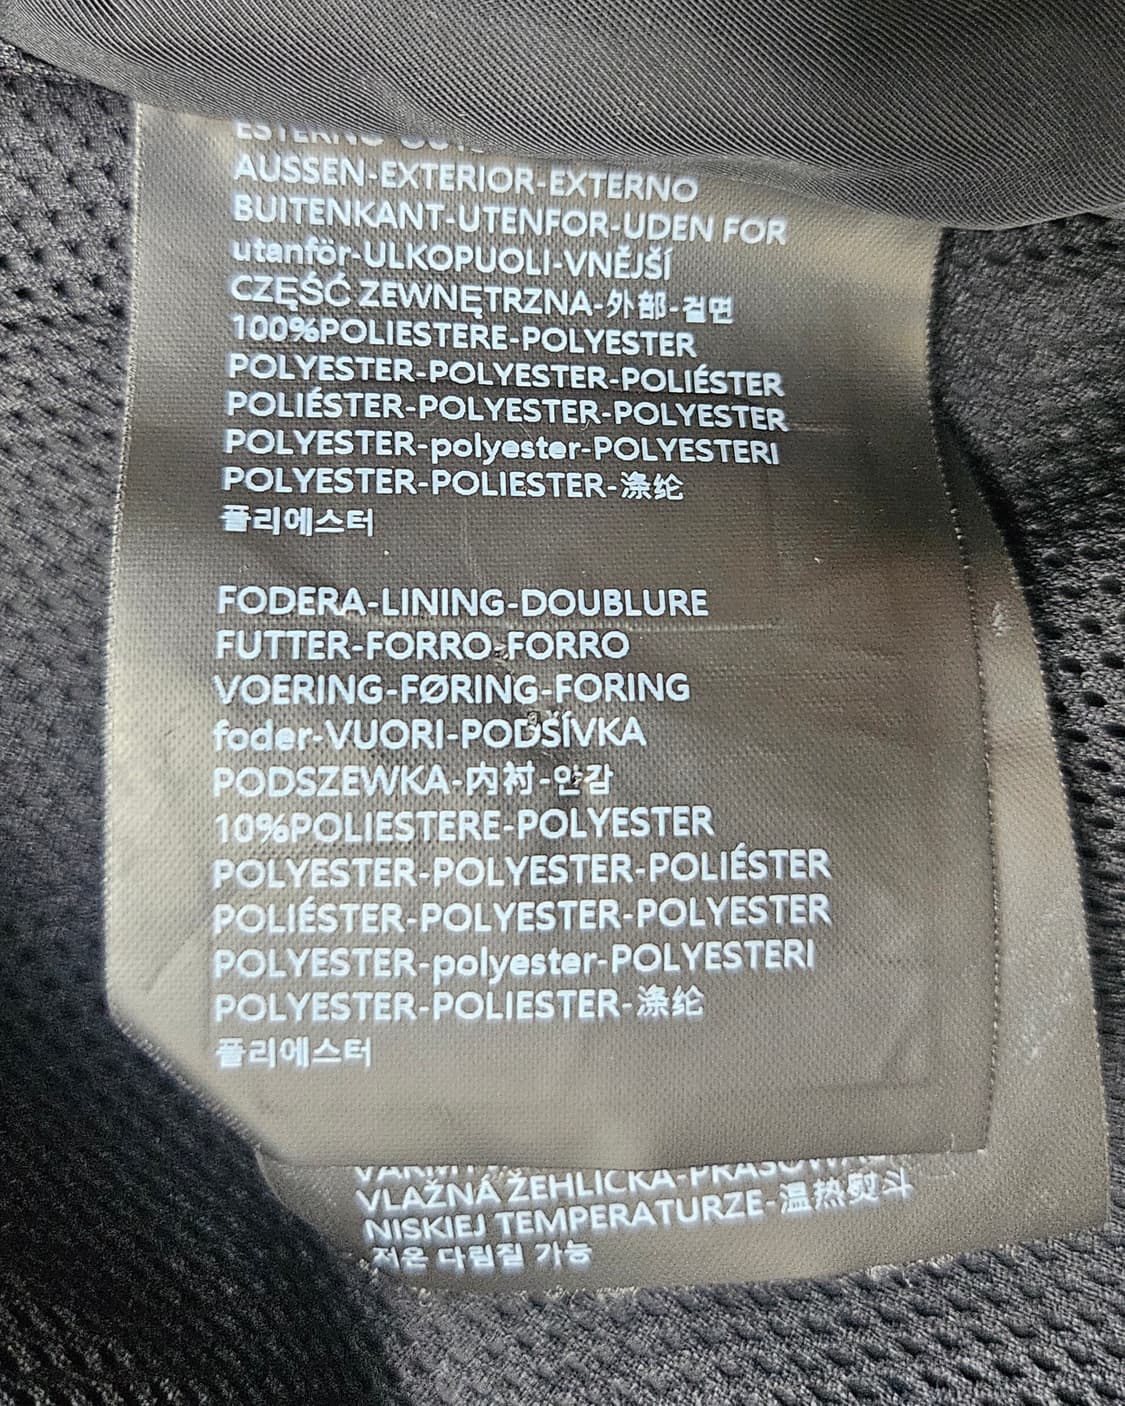 ESTERNO
AUSSEN-EXTERIOR-EXTERNO
BUITENKANT-UTENFOR-UDEN FOR
utanför-ULKOPUOLI-VNĚJŠÍ
CZĘŚĆ ZEWNĘTRZNA-外部-겉면
100%POLIESTERE-POLYESTER
POLYESTER-POLYESTER-POLIÉSTER
POLIÉSTER-POLYESTER-POLYESTER
POLYESTER-polyester-POLYESTERI
POLYESTER-POLIESTER-涤纶
폴리에스터
FODERA-LINING-DOUBLURE
FUTTER-FORRO-FORRO
VOERING-FØRING-FORING
foder-VUORI-PODŠÍVKA
PODSZEWKA-内衬-안감
10%POLIESTERE-POLYESTER
POLYESTER-POLYESTER-POLIÉSTER
POLIÉSTER-POLYESTER-POLYESTER
POLYESTER-polyester-POLYESTERI
POLYESTER-POLIESTER-涤纶
폴리에스터
VLAŽNÁ ŽEHLICKA-PRASOWAĆ
NISKIEJ TEMPERATURZE-温热熨斗
저온 다림질 가능